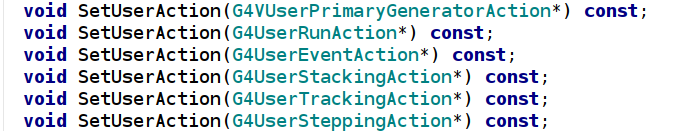 void SetUserAction(G4VUserPrimaryGeneratorAction*) const;
void SetUserAction(G4UserRunAction*) const;
void SetUserAction(G4UserEventAction*) const;
void SetUserAction(G4UserStackingAction*) const;
void SetUserAction(G4UserTrackingAction*) const;
void SetUserAction(G4UserSteppingAction*) const;